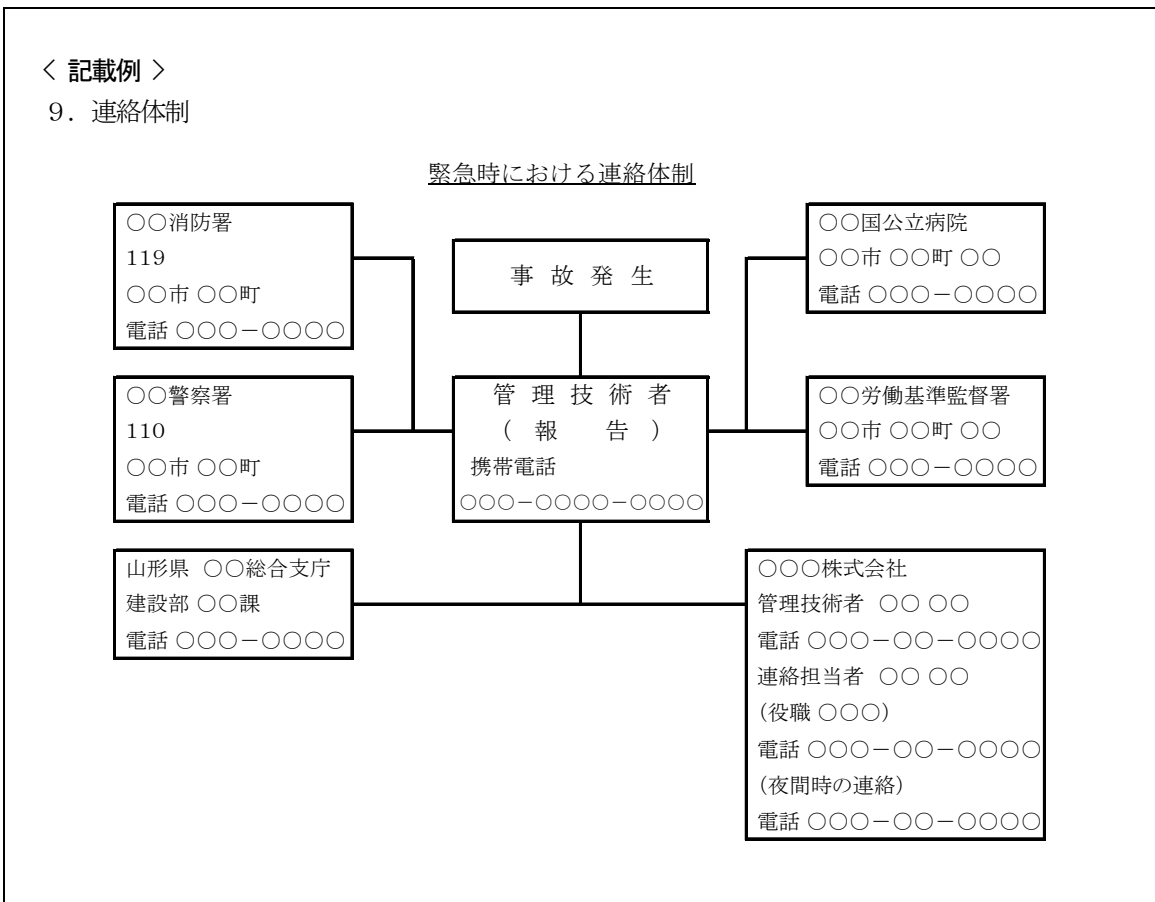 〈 記載例 〉
9．連絡体制
緊急時における連絡体制
○○消防署
119
○○市 ○○町
電話 ○○○－○○○○
事 故 発 生
○○国公立病院
○○市 ○○町 ○○
電話 ○○○－○○○○
○○警察署
110
○○市 ○○町
電話 ○○○－○○○○
管 理 技 術 者
（ 報 告 ）
携帯電話
○○○－○○○○－○○○○
○○労働基準監督署
○○市 ○○町 ○○
電話 ○○○－○○○○
山形県 ○○総合支庁
建設部 ○○課
電話 ○○○－○○○○
○○○株式会社
管理技術者 ○○ ○○
電話 ○○○－○○－○○○○
連絡担当者 ○○ ○○
（役職 ○○○）
電話 ○○○－○○－○○○○
（夜間時の連絡）
電話 ○○○－○○－○○○○